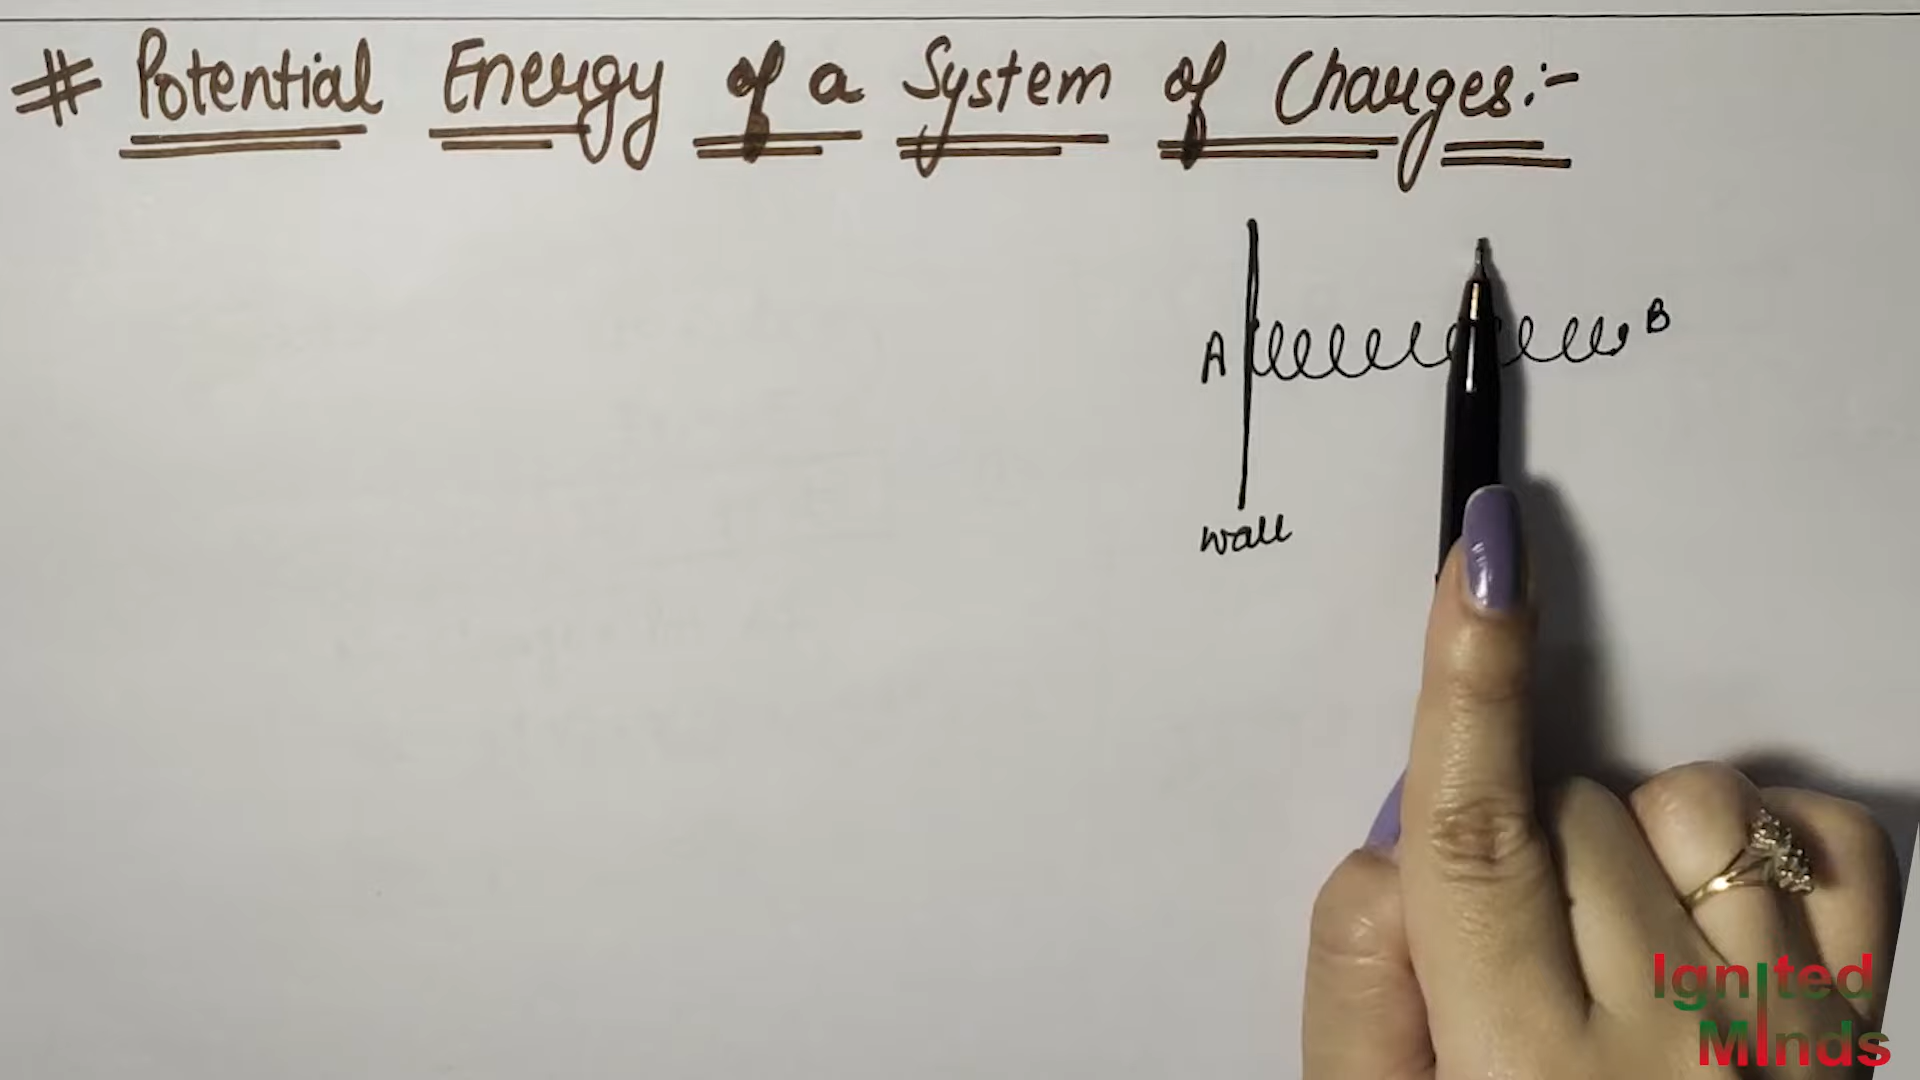 # Potential Energy of a System of Charges:-
A
B
wall
Ignited
Minds